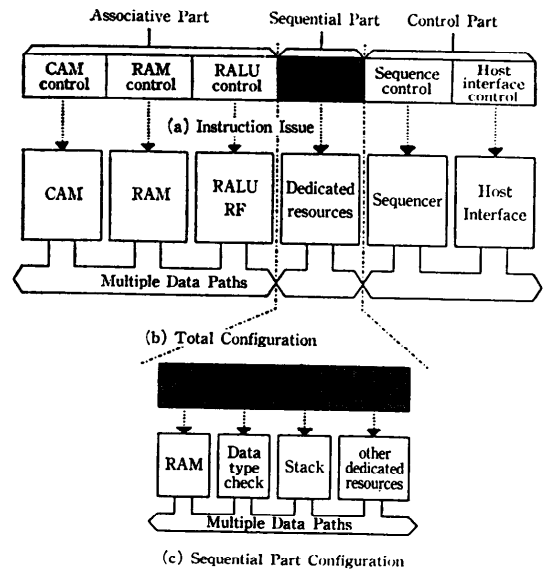 Associative Part
Sequential Part
Control Part
CAM
control
RAM
control
RALU
control
Sequence
control
Host
interface
control
(a) Instruction Issue
CAM
RAM
RALU
RF
Dedicated
resources
Sequencer
Host
Interface
Multiple Data Paths
(b) Total Configuration
RAM
Data
type
check
Stack
other
dedicated
resources
Multiple Data Paths
(c) Sequential Part Configuration